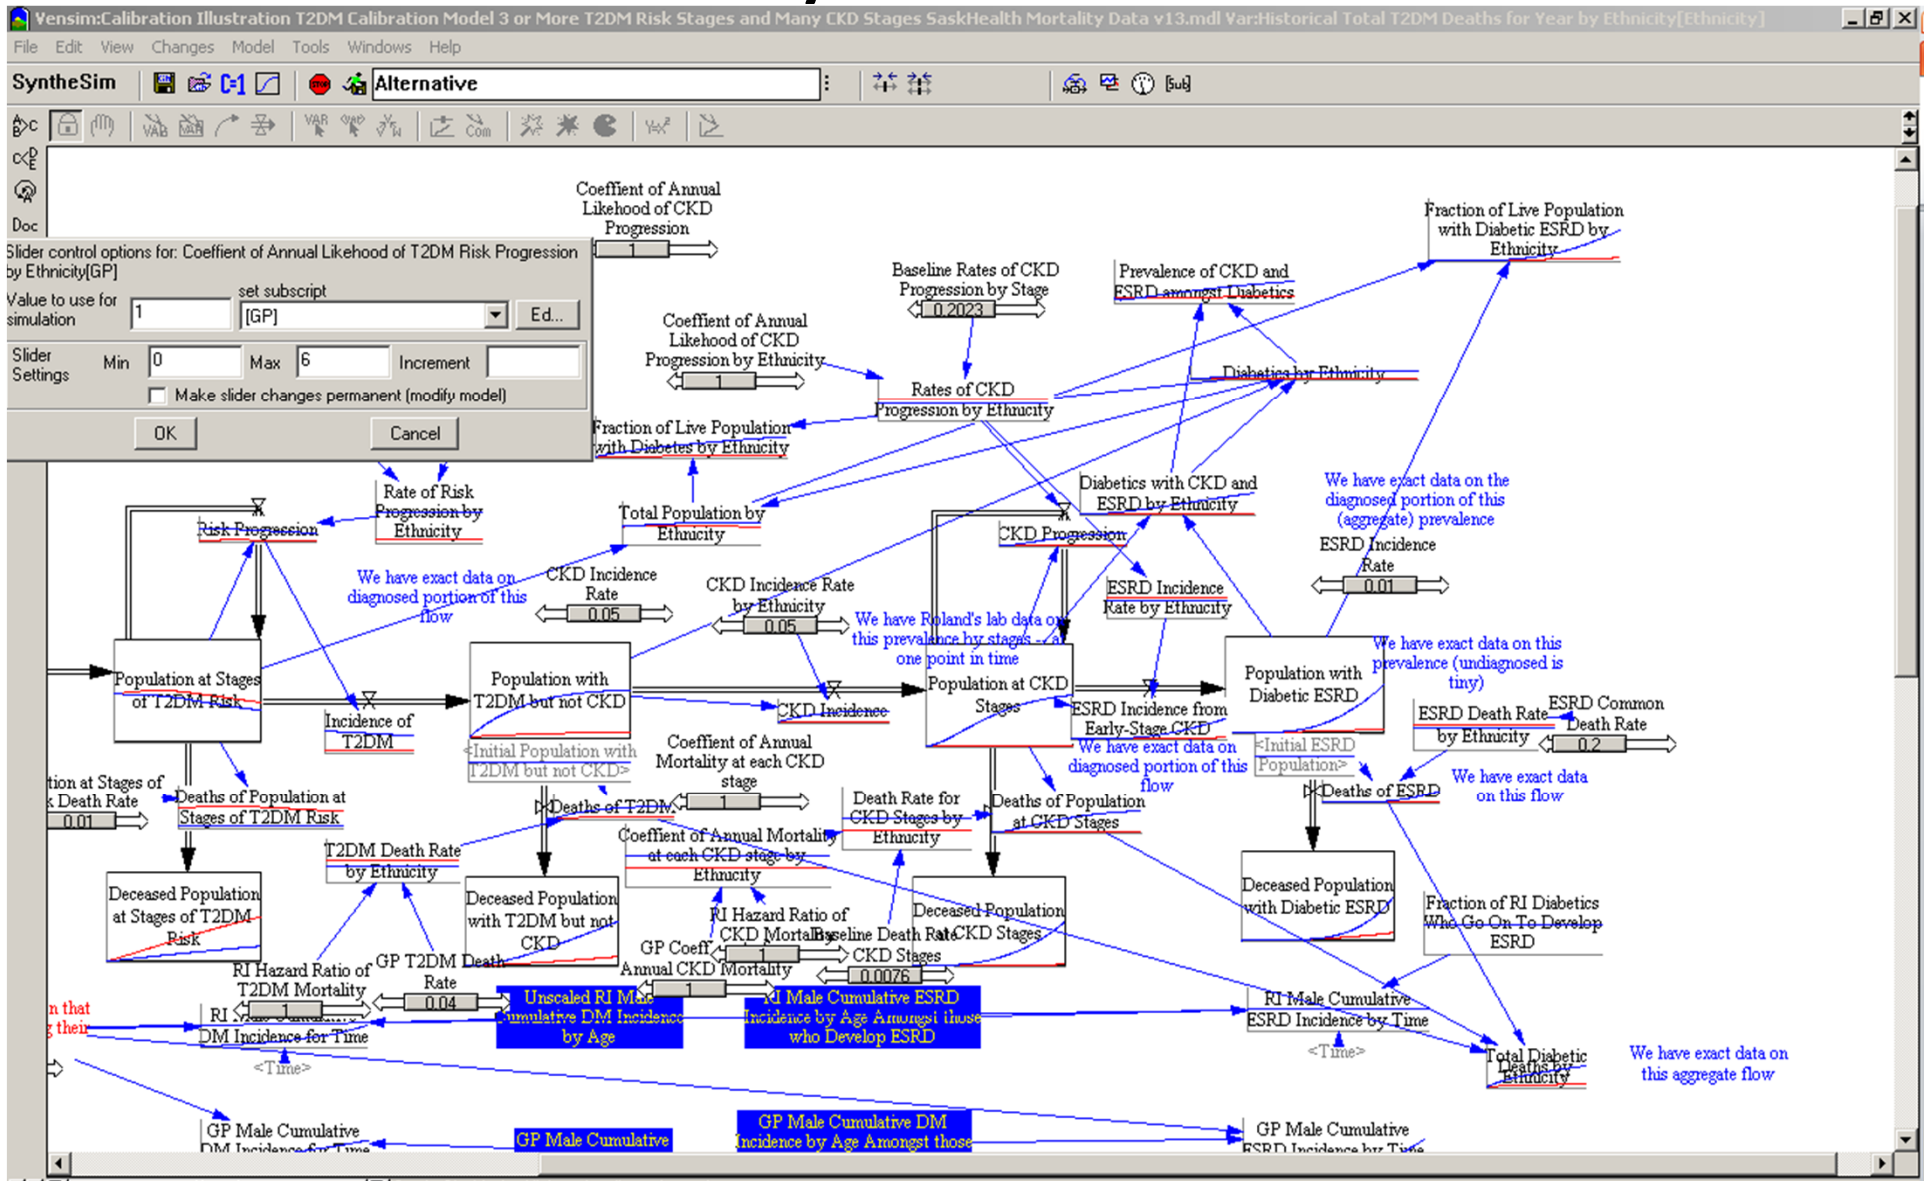 Vensim:Calibration Illustration T2DM Calibration Model 3 or More T2DM Risk Stages and Many CKD Stages SaskHealth Mortality Data v13.mdl Var:Historical Total T2DM Deaths for Year by Ethnicity[Ethnicity]
File Edit View Changes Model Tools Windows Help
SyntheSim
Alternative
[Sub]
Doc
Slider control options for: Coeffient of Annual Likehood of T2DM Risk Progression
by Ethnicity[GP]
Value to use for
simulation
1
set subscript
[GP]
Ed...
Slider
Settings
Min 0 Max 6 Increment
Make slider changes permanent (modify model)
OK Cancel
Coeffient of Annual
Likehood of CKD
Progression
1
Baseline Rates of CKD
Progression by Stage
0.2023
Prevalence of CKD and
ESRD amongst Diabetics
Fraction of Live Population
with Diabetic ESRD by
Ethnicity
Coeffient of Annual
Likehood of CKD
Progression by Ethnicity
1
Rates of CKD
Progression by Ethnicity
Diabetics by Ethnicity
Fraction of Live Population
with Diabetes by Ethnicity
Rate of Risk
Progression by
Ethnicity
Risk Progression
Total Population by
Ethnicity
Diabetics with CKD and
ESRD by Ethnicity
CKD Progression
We have exact data on the
diagnosed portion of this
(aggregate) prevalence
ESRD Incidence
Rate
0.01
We have exact data on
diagnosed portion of this
flow
CKD Incidence
Rate
0.05
CKD Incidence Rate
by Ethnicity
0.05
We have Roland's lab data on
this prevalence by stages -- at
one point in time
ESRD Incidence
Rate by Ethnicity
Population at Stages
of T2DM Risk
Incidence of
T2DM
Population with
T2DM but not CKD
<Initial Population with
T2DM but not CKD>
CKD Incidence
Population at CKD
Stages
ESRD Incidence from
Early-Stage CKD
We have exact data on
diagnosed portion of this
flow
Population with
Diabetic ESRD
<Initial ESRD
Population>
We have exact data on this
prevalence (undiagnosed is
tiny)
ESRD Death Rate
by Ethnicity
ESRD Common
Death Rate
0.2
We have exact data
on this flow
Deaths of ESRD
tion at Stages of
Death Rate
0.01
Deaths of Population at
Stages of T2DM Risk
Deaths of T2DM
Coeffient of Annual
Mortality at each CKD
stage
1
Death Rate for
CKD Stages by
Ethnicity
Deaths of Population
at CKD Stages
T2DM Death Rate
by Ethnicity
Coeffient of Annual Mortality
at each CKD stage by
Ethnicity
Deceased Population
at Stages of T2DM
Risk
Deceased Population
with T2DM but not
CKD
Deceased Population
at CKD Stages
Deceased Population
with Diabetic ESRD
Fraction of RI Diabetics
Who Go On To Develop
ESRD
RI Hazard Ratio of
T2DM Mortality
1
GP T2DM Death
Rate
0.04
RI Hazard Ratio of
CKD Mortality
1
GP Coeff
Annual CKD Mortality
1
Baseline Death Rate
CKD Stages
0.0076
n that
g their
RI
DM Incidence for Time
<Time>
Unscaled RI Male
Cumulative DM Incidence
by Age
RI Male Cumulative ESRD
Incidence by Age Amongst those
who Develop ESRD
RI Male Cumulative
ESRD Incidence by Time
<Time>
Total Diabetic
Deaths by
Ethnicity
We have exact data on
this aggregate flow
GP Male Cumulative
DM Incidence for Time
GP Male Cumulative
GP Male Cumulative DM
Incidence by Age Amongst those
GP Male Cumulative
ESRD Incidence by Time